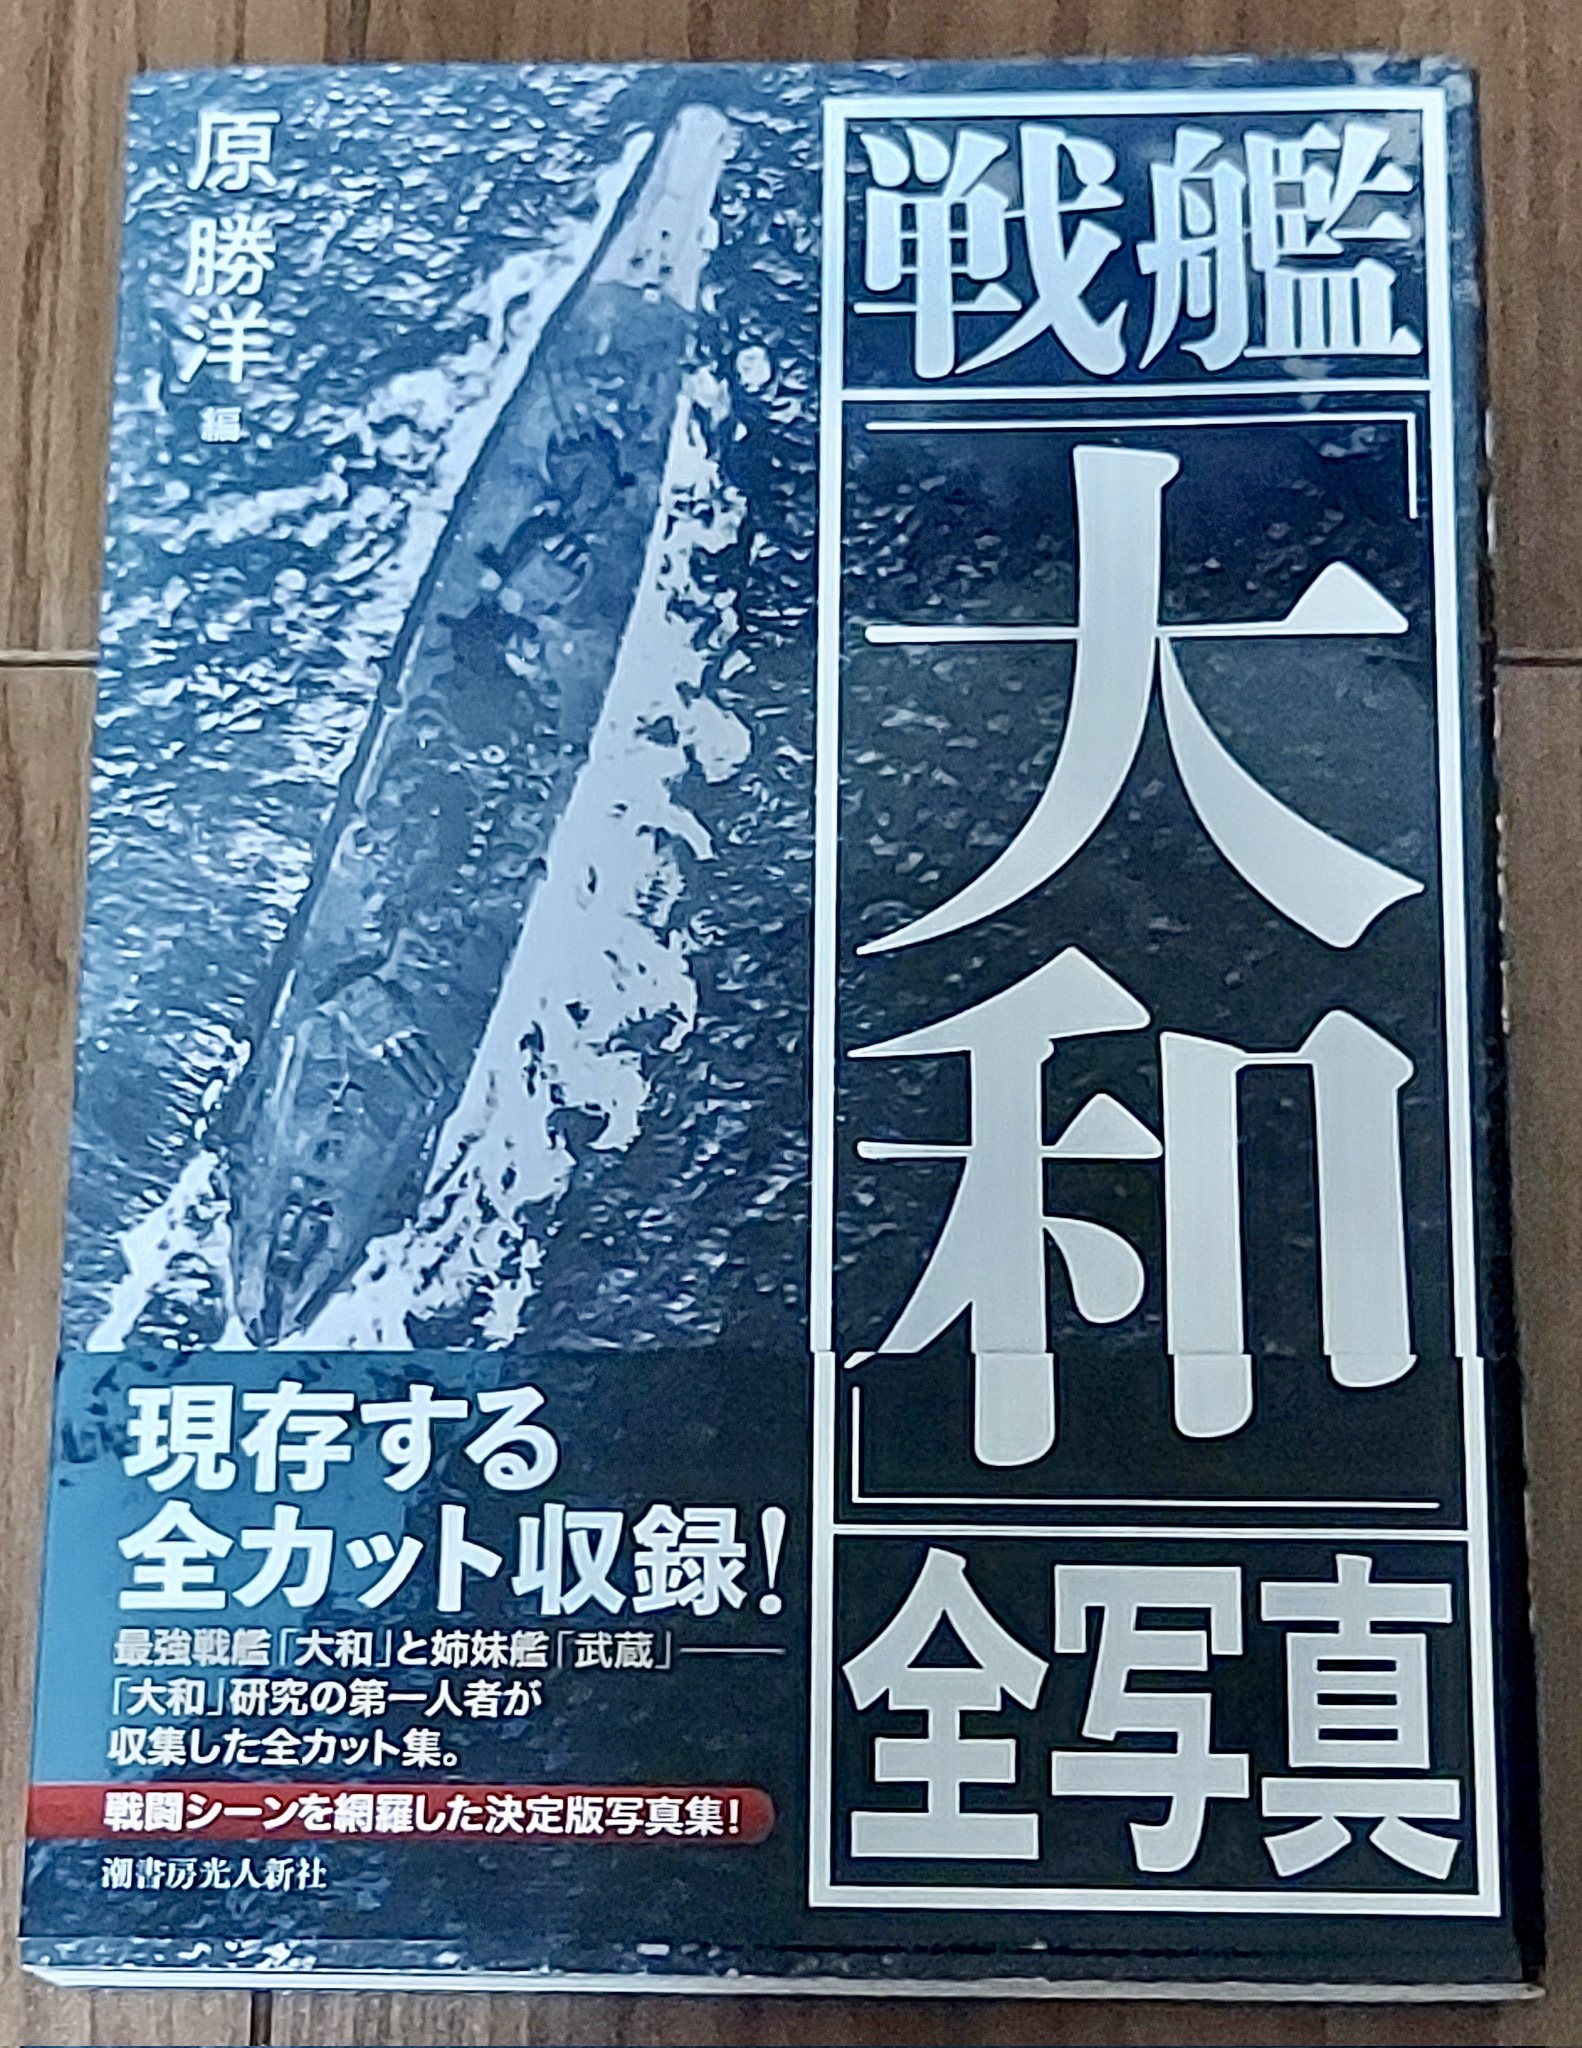 戦艦
「大和」
全写真
原勝洋 編
現存する
全カット収録!
最強戦艦「大和」と姉妹艦「武蔵」──
「大和」研究の第一人者が
収集した全カット集。
戦闘シーンを網羅した決定版写真集!
潮書房光人新社